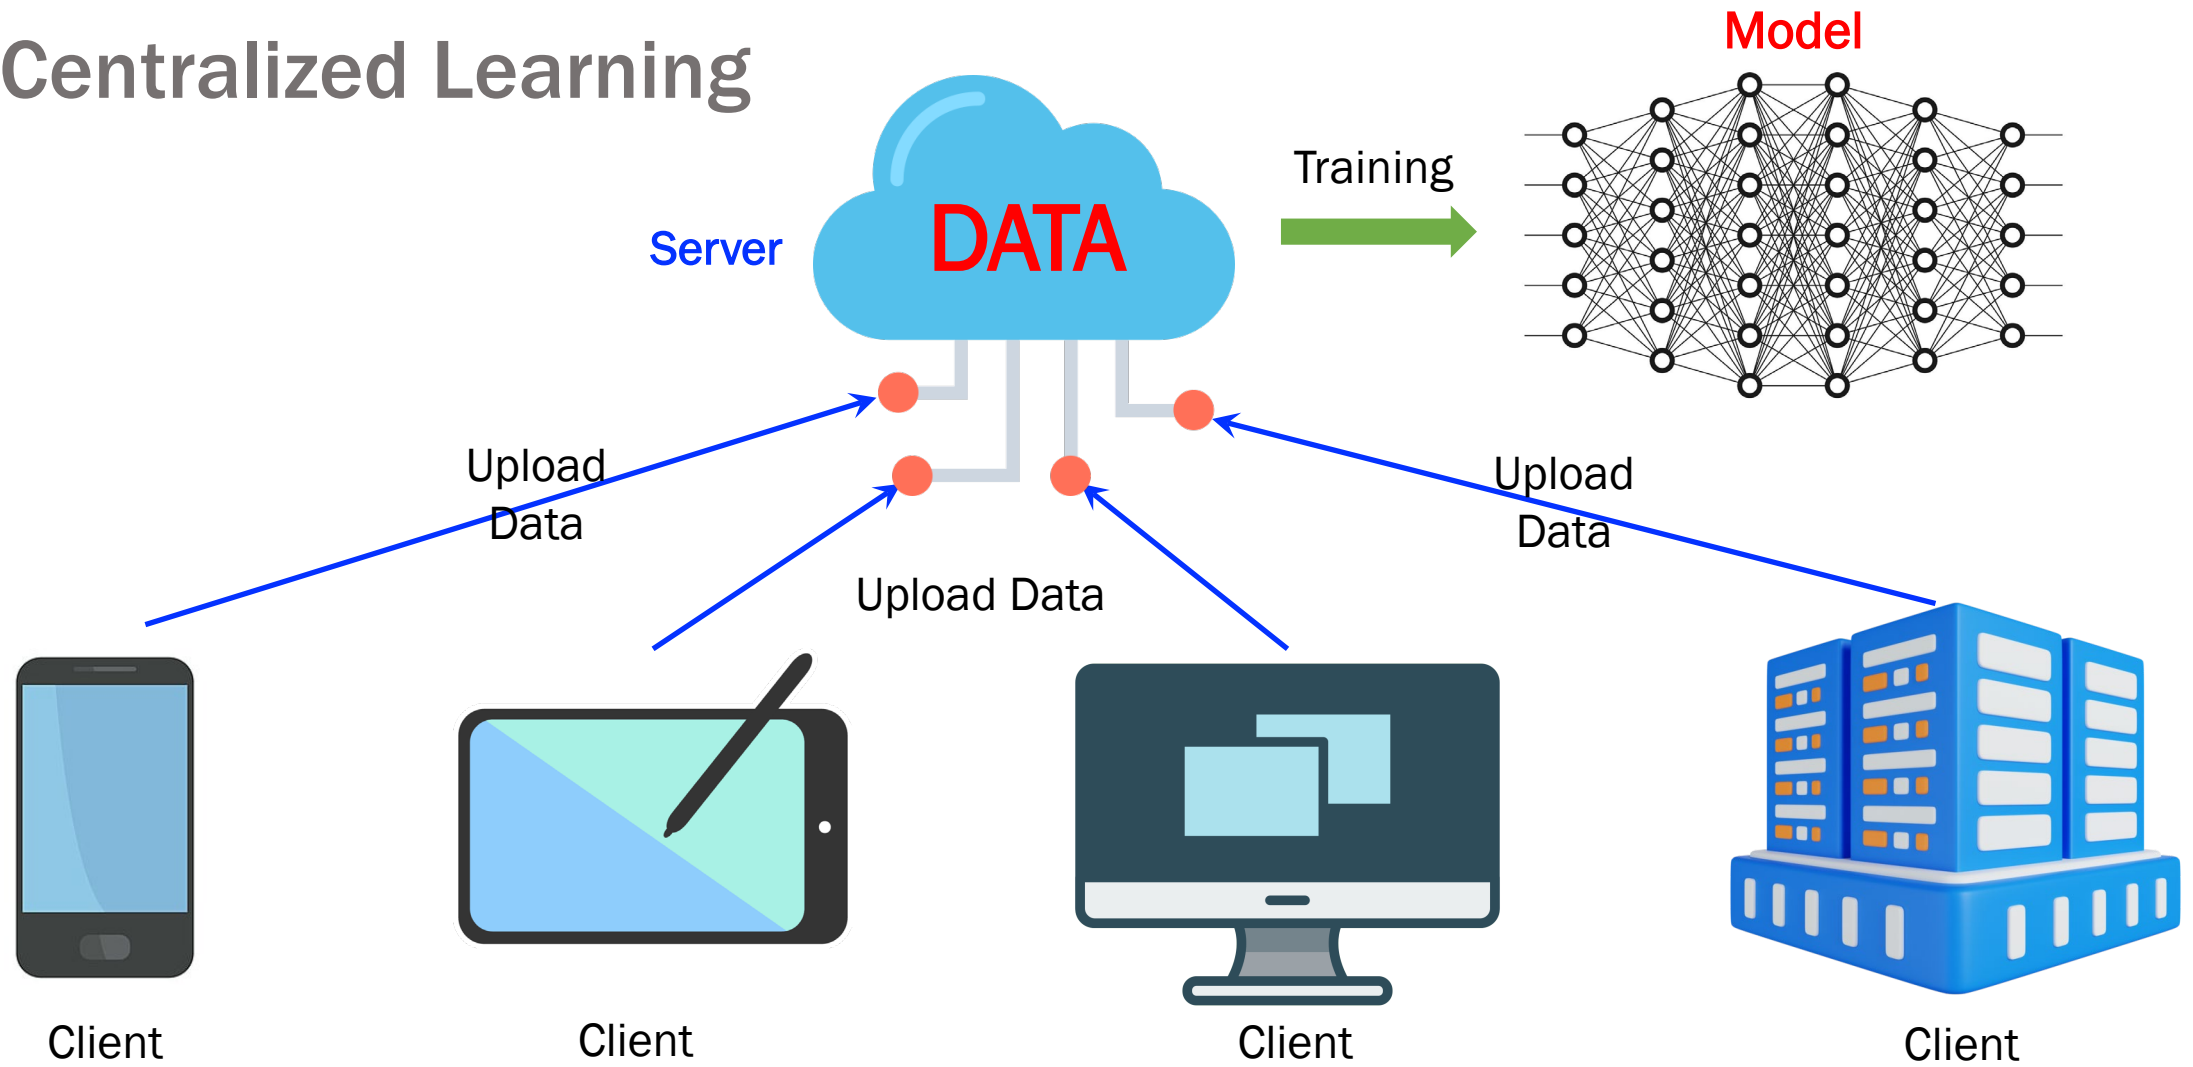 Centralized Learning
Model
Training
Server
DATA
Upload
Data
Upload
Data
Upload Data
Client
Client
Client
Client